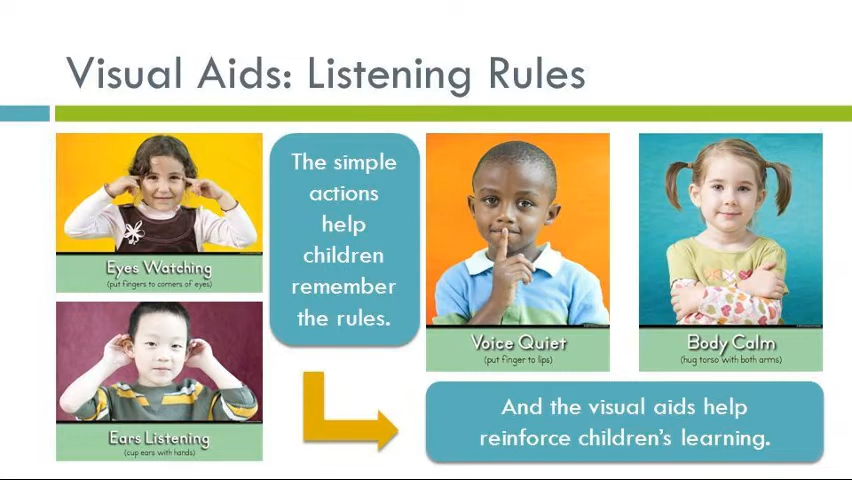 Visual Aids: Listening Rules
Eyes Watching
(put fingers to corners of eyes)
The simple
actions
help
children
remember
the rules.
Ears Listening
(cup ears with hands)
Voice Quiet
(put finger to lips)
Body Calm
(hug torso with both arms)
And the visual aids help
reinforce children's learning.